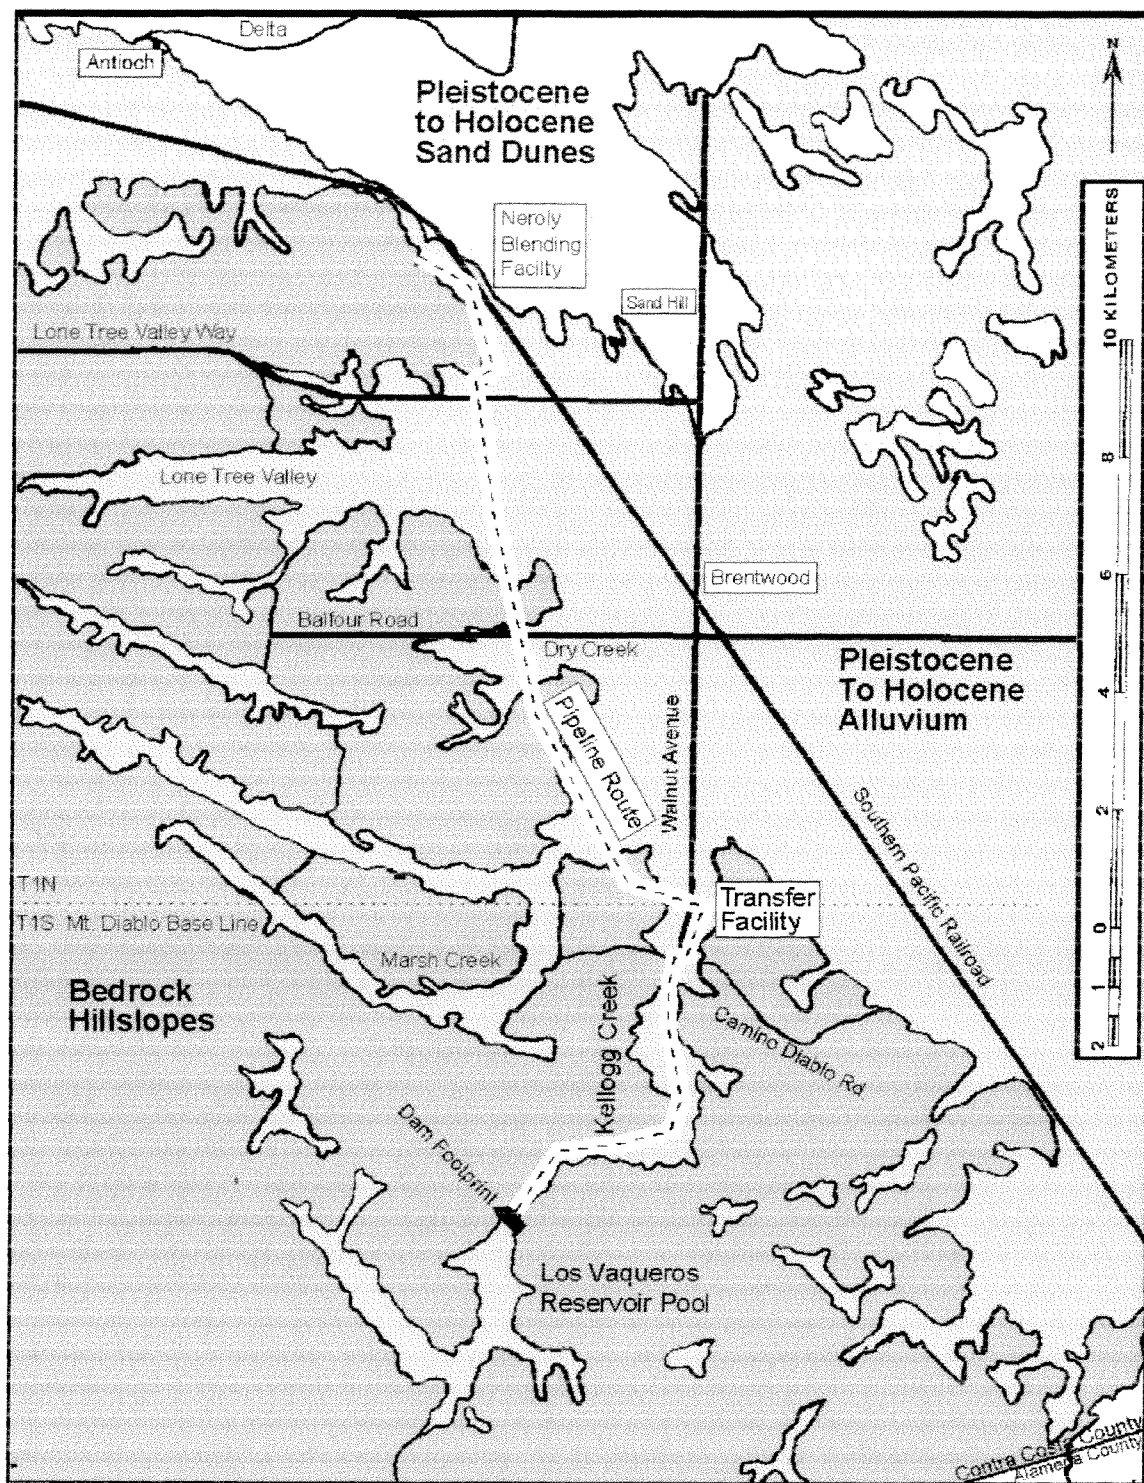 Delta
Antioch
N
Pleistocene
to Holocene
Sand Dunes
Neroly
Blending
Facilty
Sand Hill
10 KILOMETERS
8
6
4
2
0
1
2
Lone Tree Valley Way
Lone Tree Valley
Brentwood
Balfour Road
Dry Creek
Pleistocene
To Holocene
Alluvium
Pipeline Route
Walnut Avenue
Southern Pacific Railroad
T1N
T1S Mt. Diablo Base Line
Transfer
Facility
Marsh Creek
Bedrock
Hillslopes
Kellogg Creek
Camino Diablo Rd
Dam Footprint
Los Vaqueros
Reservoir Pool
Contra Costa County
Alameda County